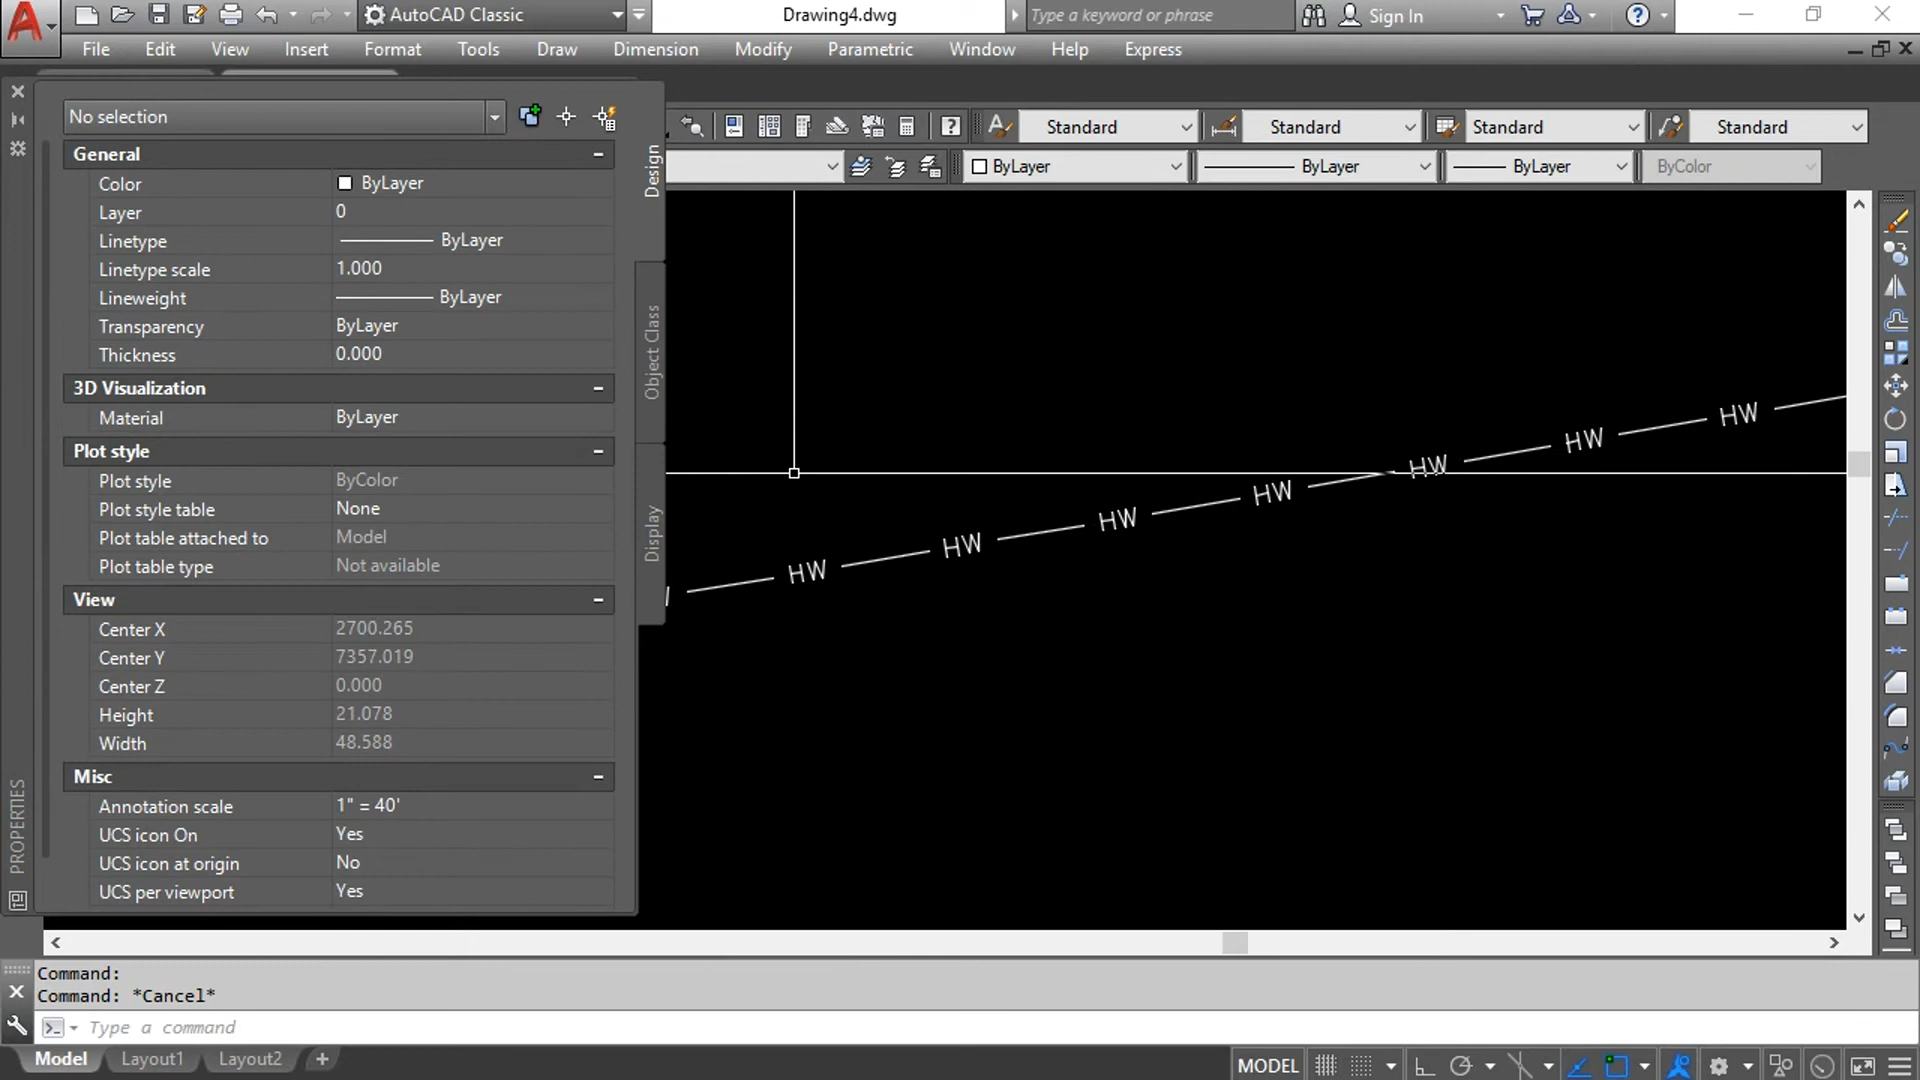 AutoCAD Classic
Drawing4.dwg
Type a keyword or phrase
Sign In
File Edit View Insert Format Tools Draw Dimension Modify Parametric Window Help Express
No selection
Standard Standard Standard Standard
ByLayer ByLayer ByLayer ByColor
General
Color ByLayer
Layer 0
Linetype ByLayer
Linetype scale 1.000
Lineweight ByLayer
Transparency ByLayer
Thickness 0.000
3D Visualization
Material ByLayer
Plot style
Plot style ByColor
Plot style table None
Plot table attached to Model
Plot table type Not available
View
Center X 2700.265
Center Y 7357.019
Center Z 0.000
Height 21.078
Width 48.588
Misc
Annotation scale 1" = 40'
UCS icon On Yes
UCS icon at origin No
UCS per viewport Yes
PROPERTIES
Design
Object Class
Display
HW HW HW HW HW HW HW
Command:
Command: *Cancel*
Type a command
Model Layout1 Layout2 +
MODEL